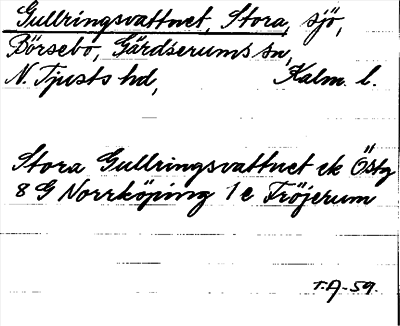 Gullringsvattnet, Stora, sjö,
Börsebo, Gärdserums sn,
N. Tjusts hd, Kalm. l.
Stora Gullringsvattnet ek Östg
8 G Norrköping 1 e Fröjerum
T.A-59.